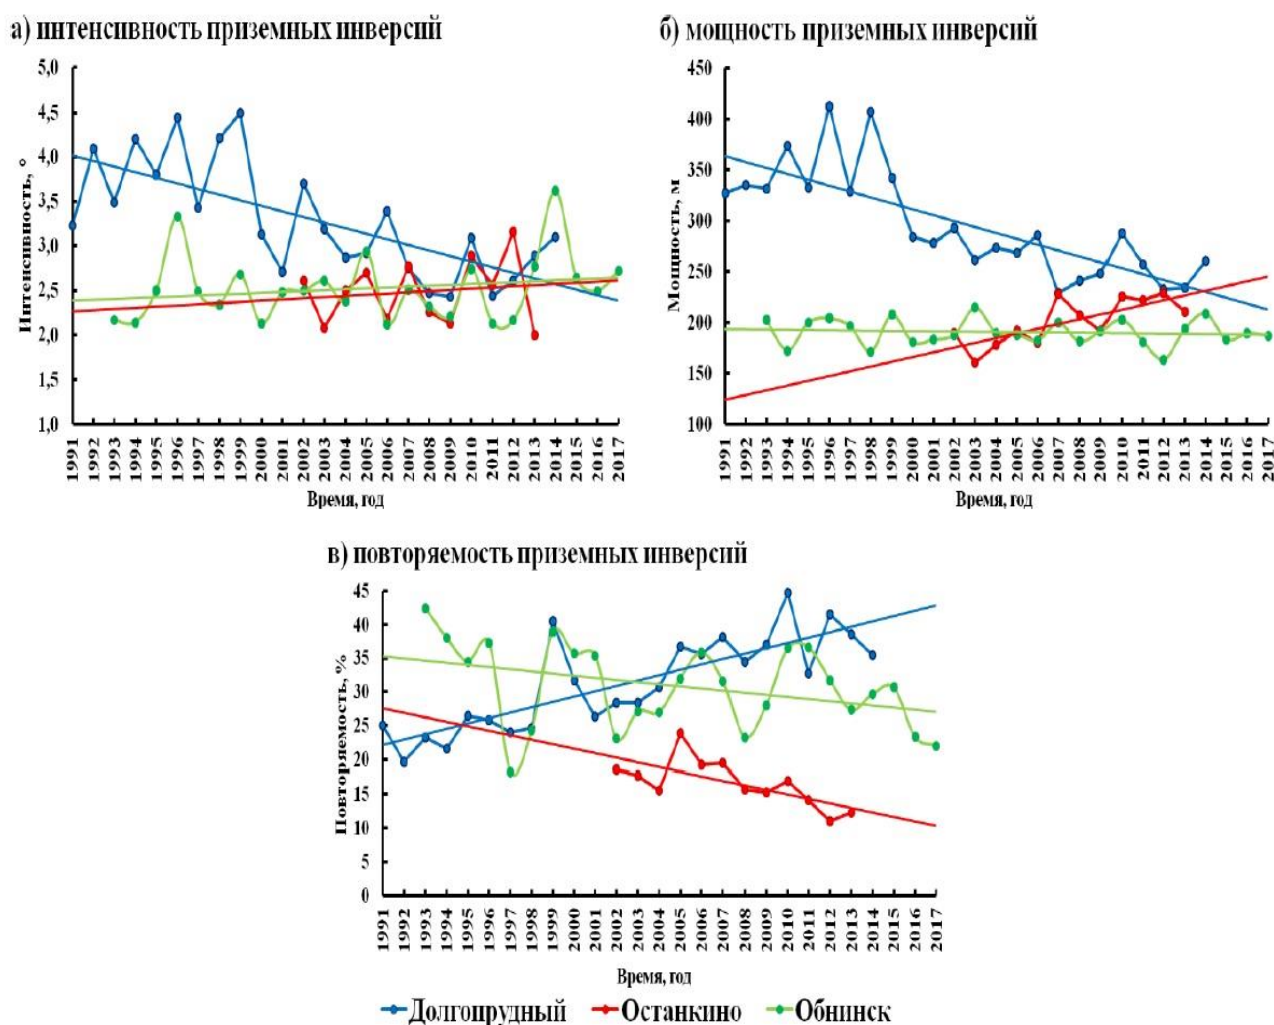 а) интенсивность приземных инверсий
5,0
4,5
4,0
3,5
3,0
2,5
2,0
1,5
1,0
Интенсивность, °
1991 1992 1993 1994 1995 1996 1997 1998 1999 2000 2001 2002 2003 2004 2005 2006 2007 2008 2009 2010 2011 2012 2013 2014 2015 2016 2017
Время, год
б) мощность приземных инверсий
450
400
350
300
250
200
150
100
Мощность, м
1991 1992 1993 1994 1995 1996 1997 1998 1999 2000 2001 2002 2003 2004 2005 2006 2007 2008 2009 2010 2011 2012 2013 2014 2015 2016 2017
Время, год
в) повторяемость приземных инверсий
45
40
35
30
25
20
15
10
5
0
Повторяемость, %
1991 1992 1993 1994 1995 1996 1997 1998 1999 2000 2001 2002 2003 2004 2005 2006 2007 2008 2009 2010 2011 2012 2013 2014 2015 2016 2017
Время, год
Долгопрудный Останкино Обнинск